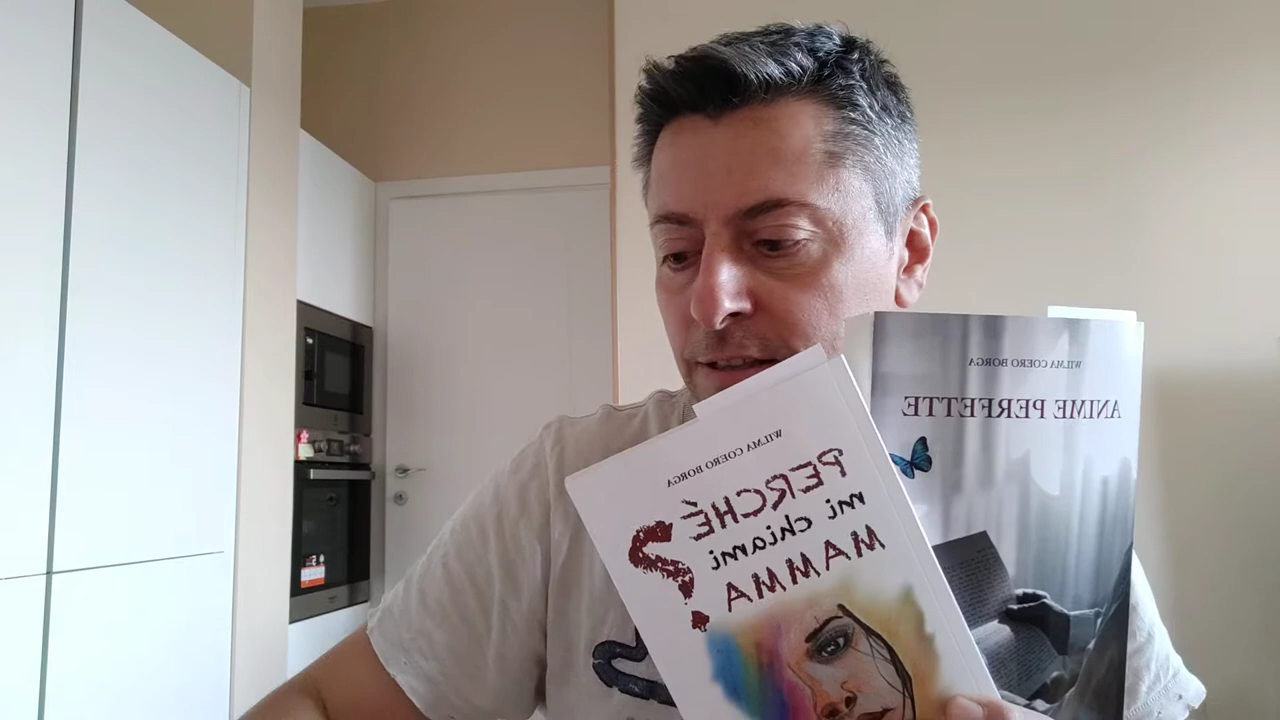 WILMA COERO BORGA
PERCHÉ
mi chiami
MAMMA
?
WILMA COERO BORGA
ANIME PERFETTE